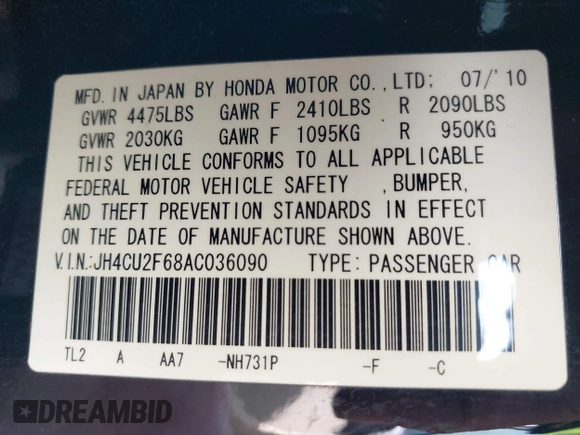 MFD. IN JAPAN BY HONDA MOTOR CO., LTD; 07/'10
GVWR 4475LBS GAWR F 2410LBS R 2090LBS
GVWR 2030KG GAWR F 1095KG R 950KG
THIS VEHICLE CONFORMS TO ALL APPLICABLE
FEDERAL MOTOR VEHICLE SAFETY , BUMPER,
AND THEFT PREVENTION STANDARDS IN EFFECT
ON THE DATE OF MANUFACTURE SHOWN ABOVE.
V.I.N.:JH4CU2F68AC036090 TYPE: PASSENGER CAR
TL2 A AA7 -NH731P -F -C
DREAMBID